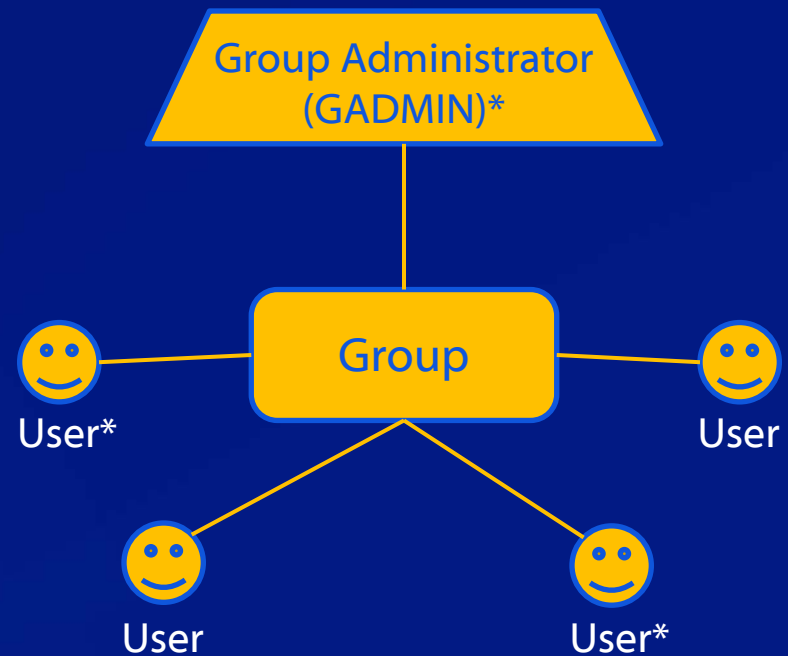 Group Administrator
(GADMIN)*
Group
User*
User
User
User*